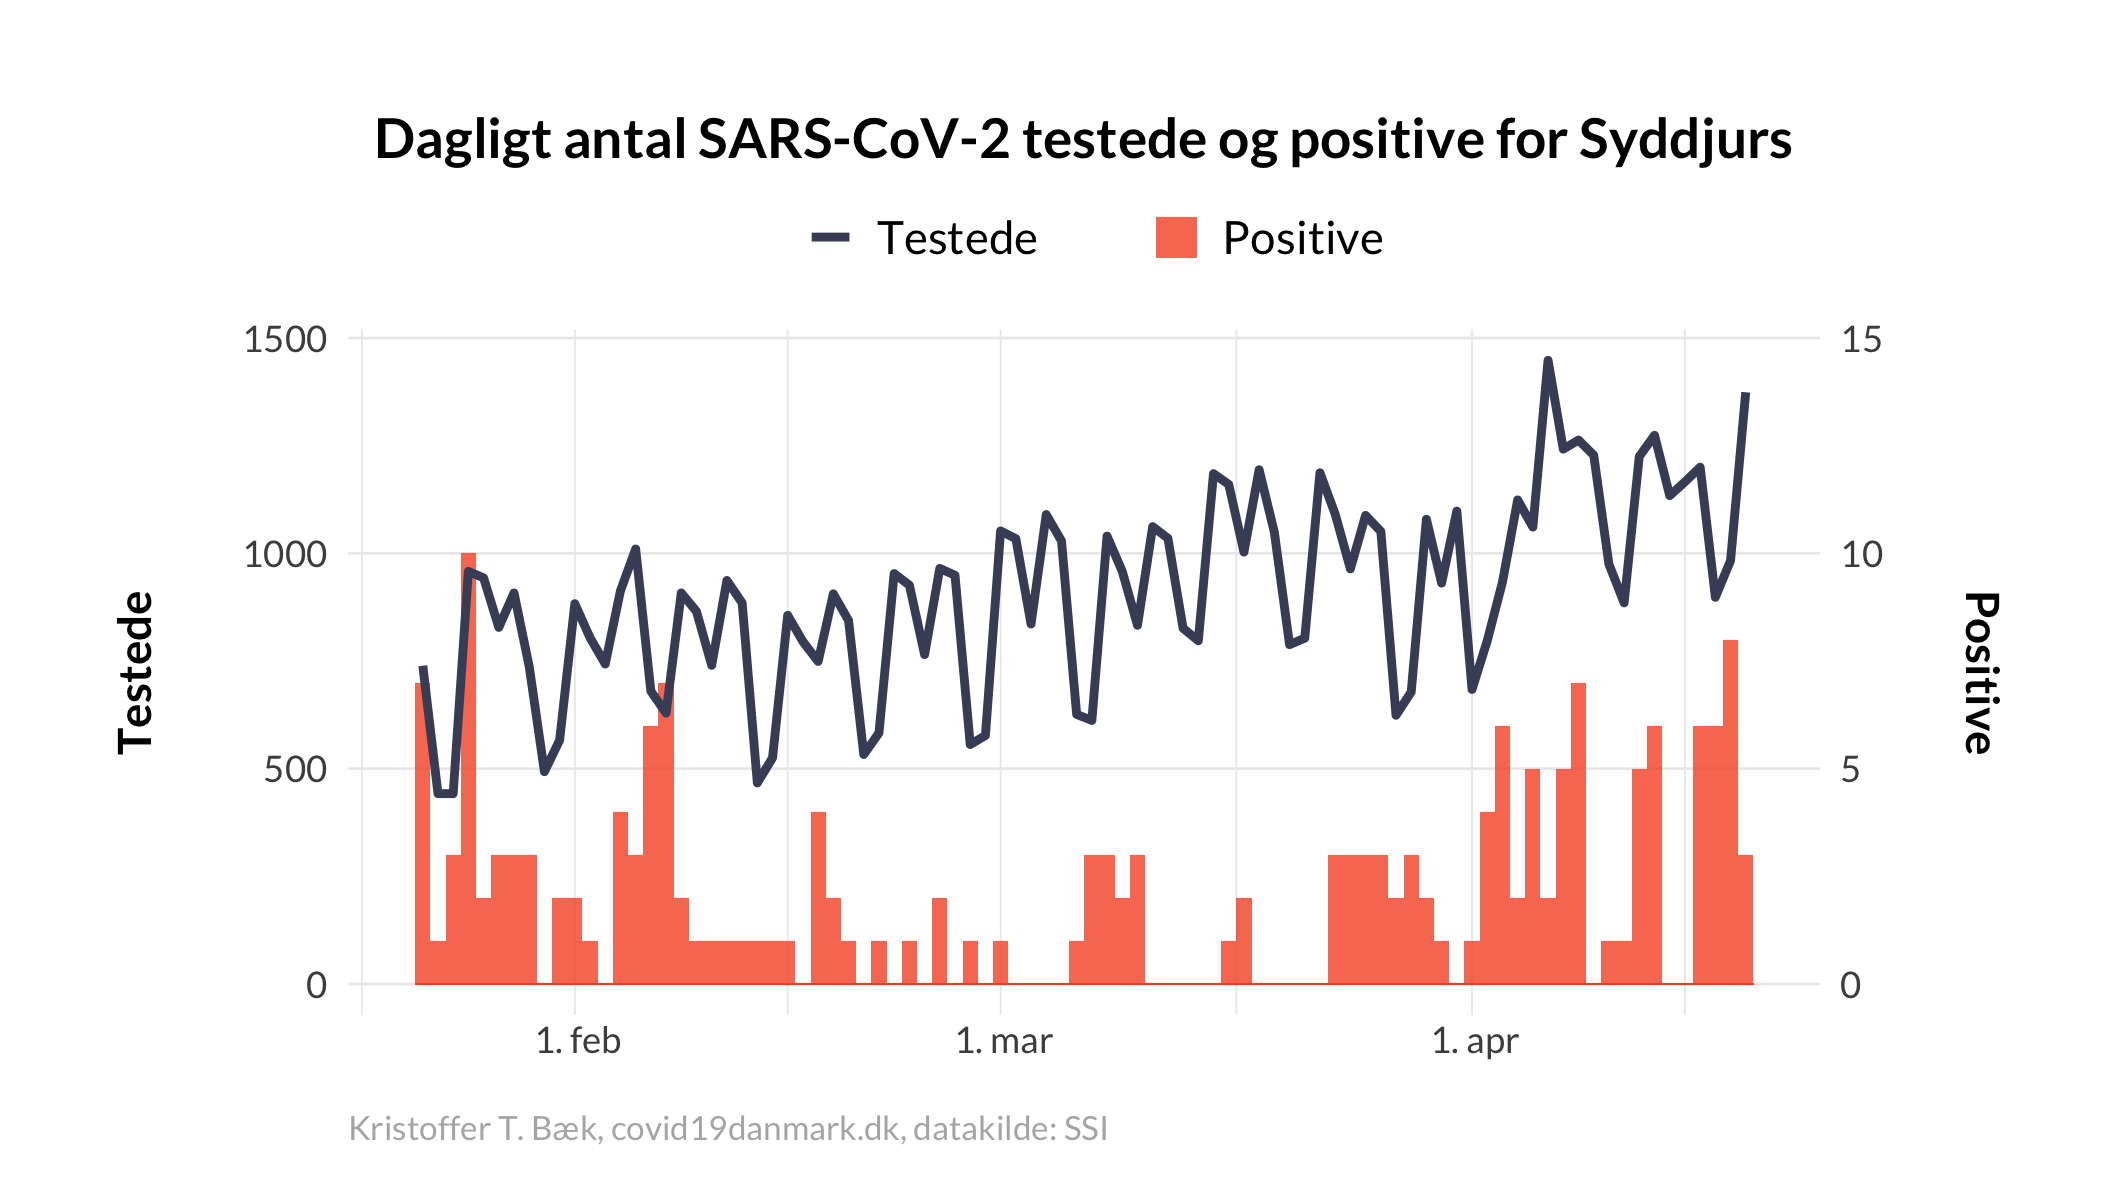 Dagligt antal SARS-CoV-2 testede og positive for Syddjurs
Testede
Positive
1500
1000
500
0
Testede
15
10
5
0
Positive
1. feb
1. mar
1. apr
Kristoffer T. Bæk, covid19danmark.dk, datakilde: SSI